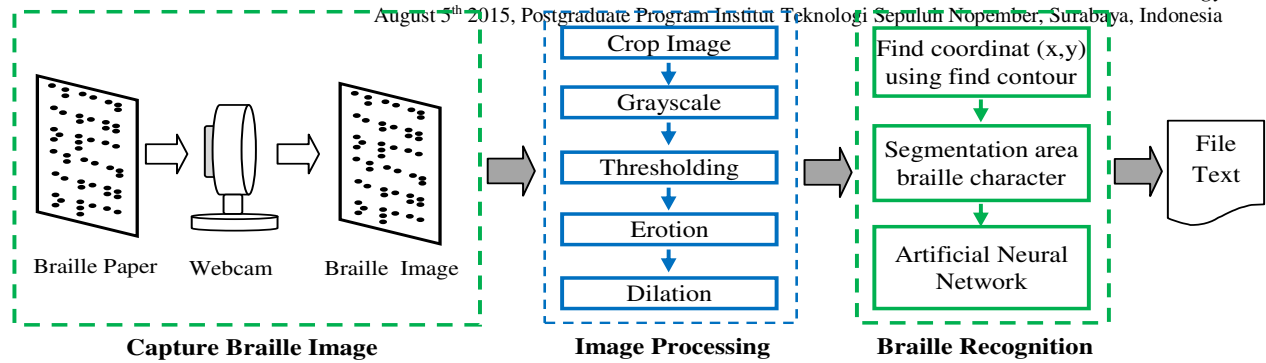 August 5th 2015, Postgraduate Program Institut Teknologi Sepuluh Nopember, Surabaya, Indonesia
Braille Paper
Webcam
Braille Image
Capture Braille Image
Crop Image
Grayscale
Thresholding
Erotion
Dilation
Image Processing
Find coordinat (x,y)
using find contour
Segmentation area
braille character
Artificial Neural
Network
Braille Recognition
File
Text